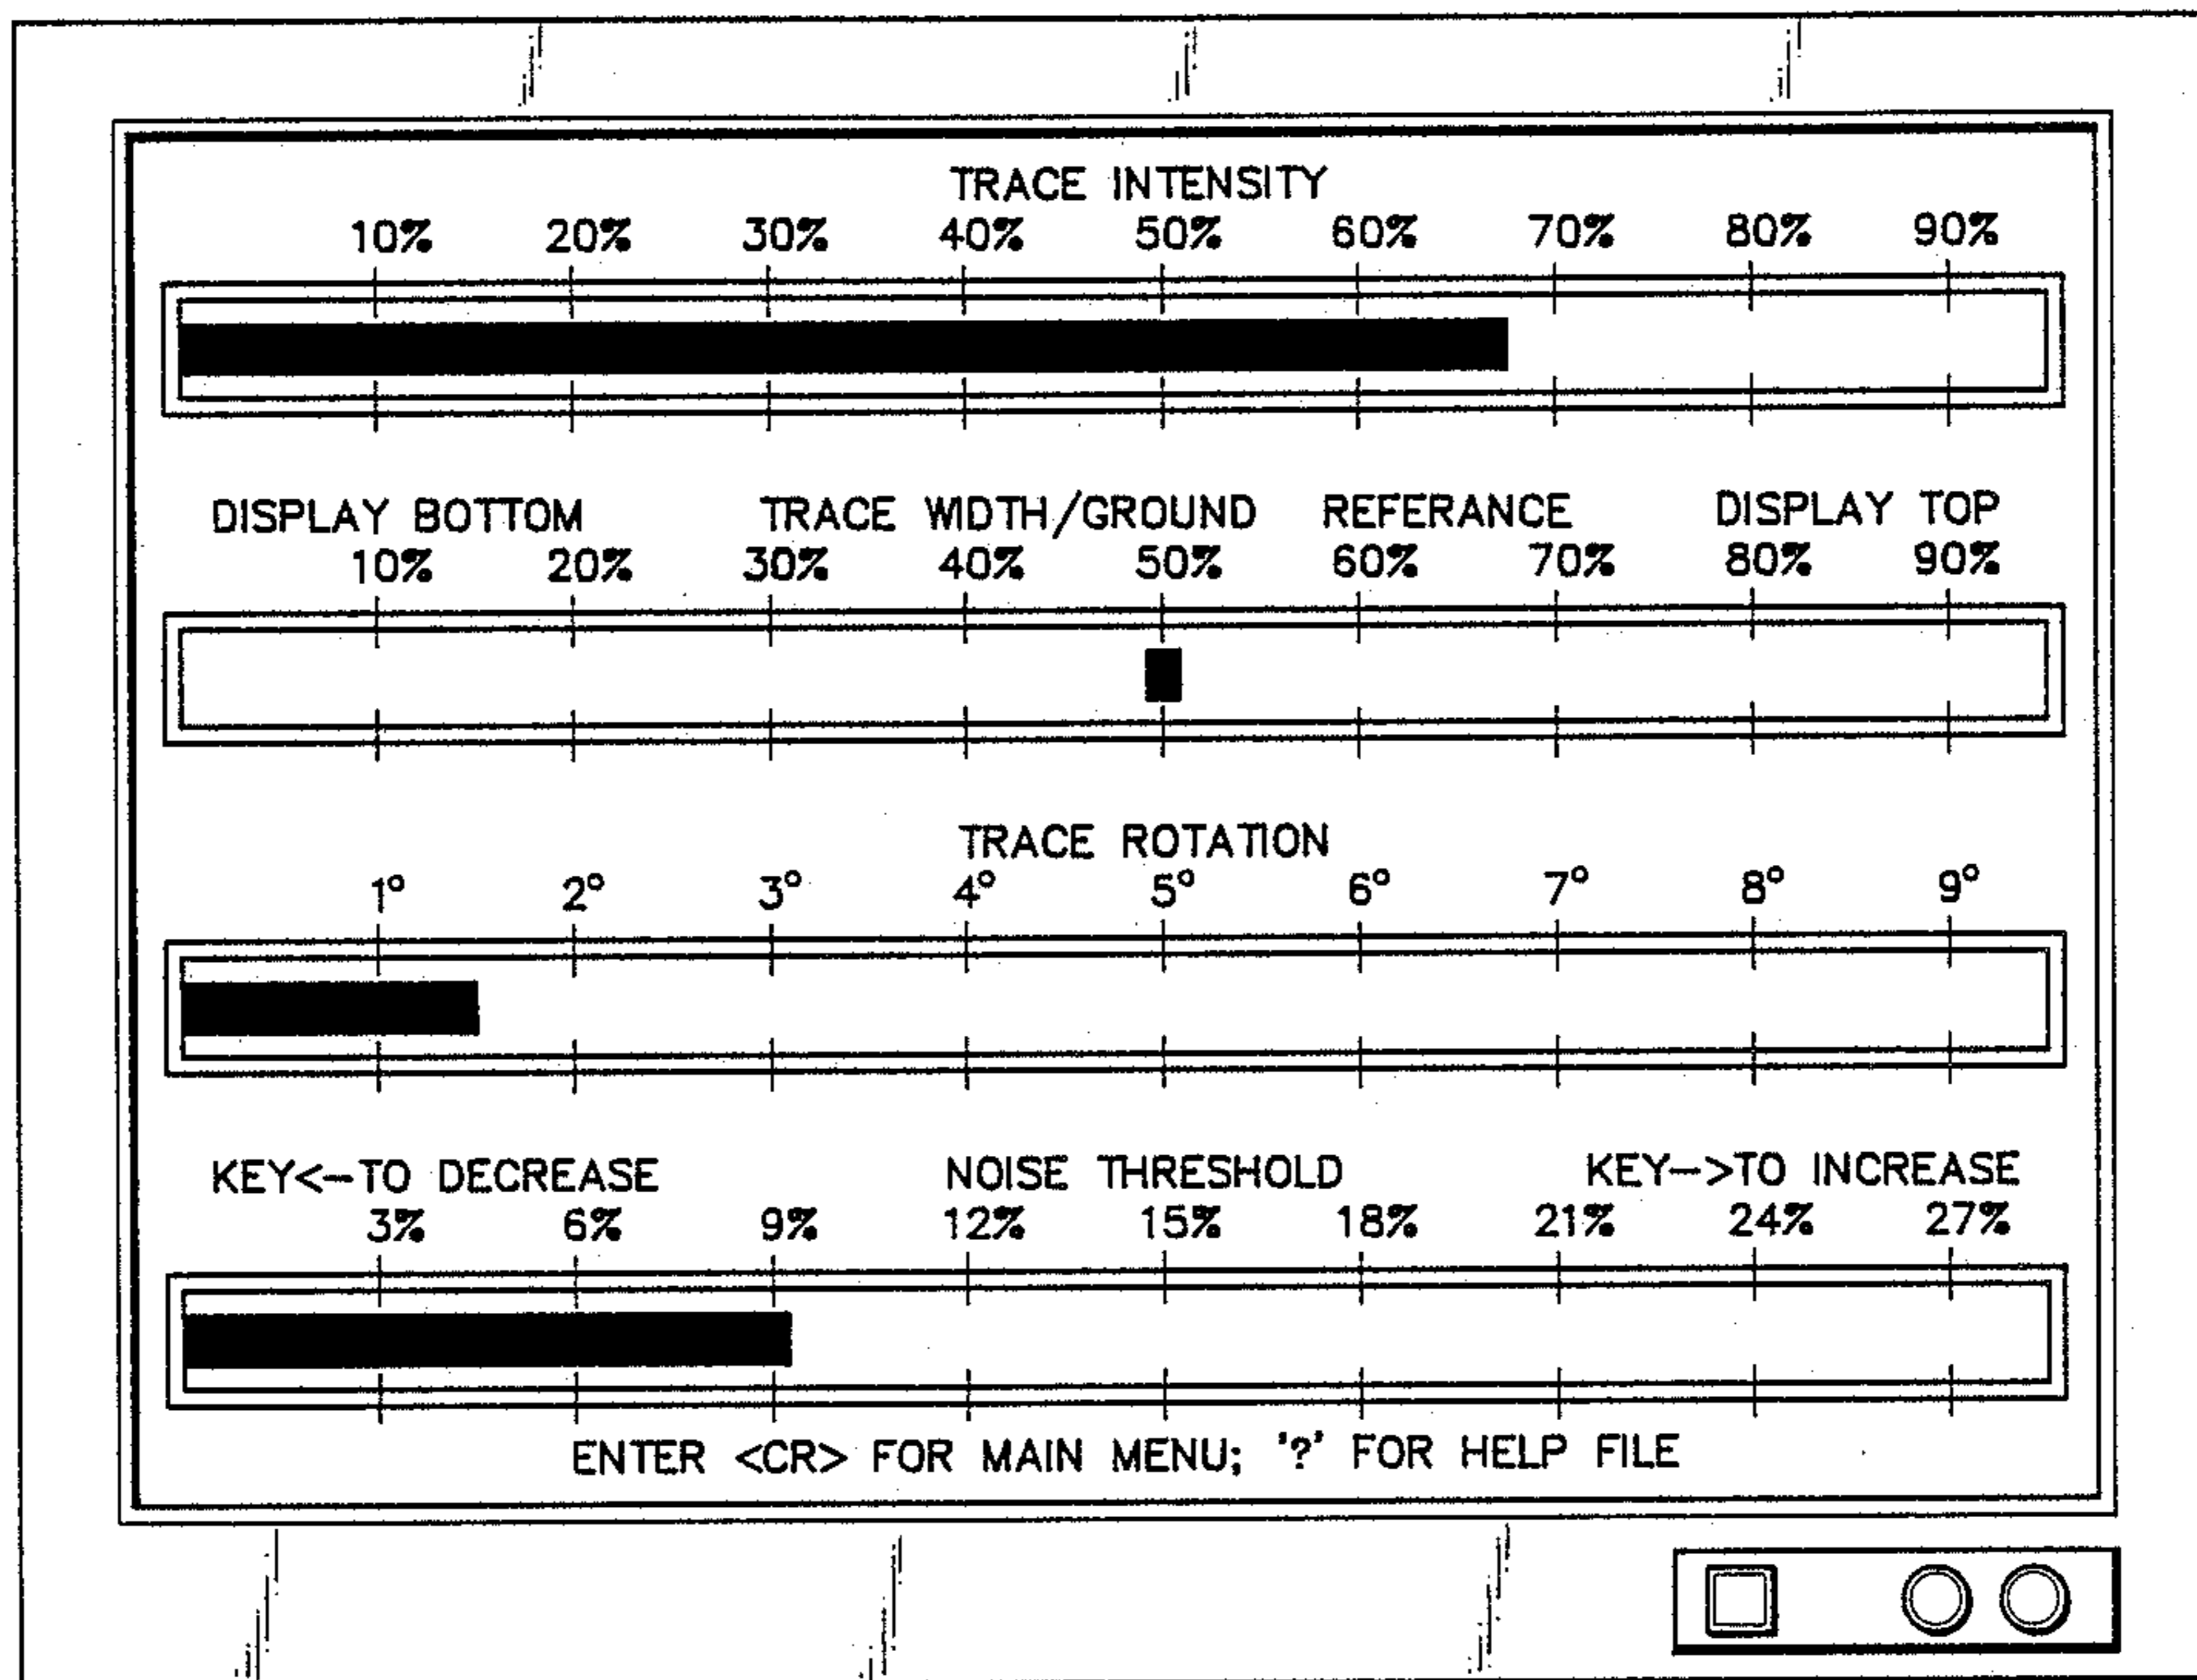 TRACE INTENSITY
10% 20% 30% 40% 50% 60% 70% 80% 90%
DISPLAY BOTTOM TRACE WIDTH/GROUND REFERANCE DISPLAY TOP
10% 20% 30% 40% 50% 60% 70% 80% 90%
TRACE ROTATION
1° 2° 3° 4° 5° 6° 7° 8° 9°
KEY<-TO DECREASE NOISE THRESHOLD KEY->TO INCREASE
3% 6% 9% 12% 15% 18% 21% 24% 27%
ENTER <CR> FOR MAIN MENU; '?' FOR HELP FILE